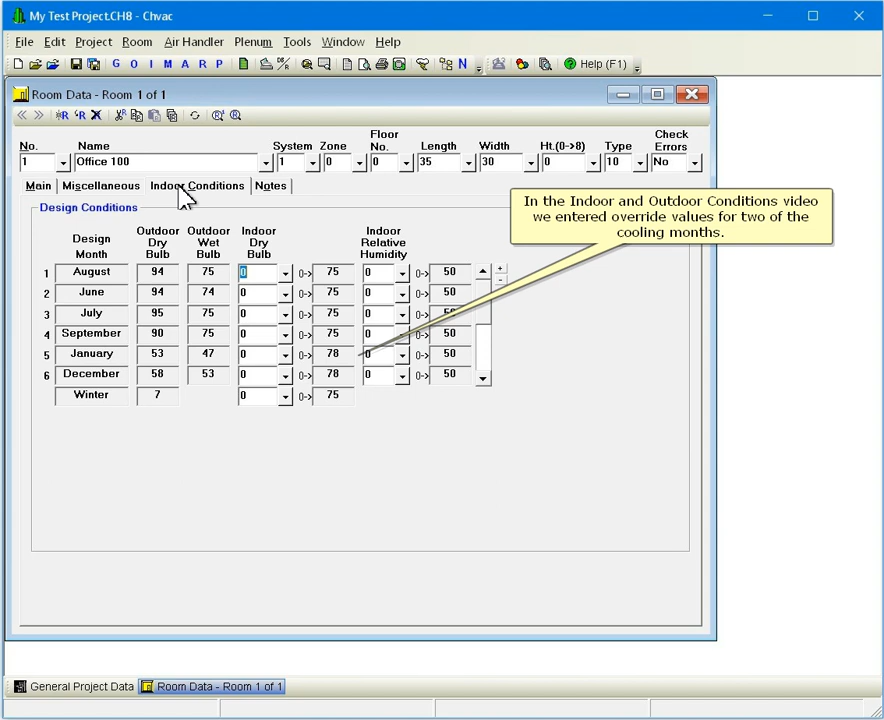 My Test Project.CH8 - Chvac
File Edit Project Room Air Handler Plenum Tools Window Help
G O I M A R P N Help (F1)
Room Data - Room 1 of 1
No. Name System Zone Floor No. Length Width Ht.(0->8) Type Check Errors
1 Office 100 1 0 0 35 30 0 10 No
Main Miscellaneous Indoor Conditions Notes
In the Indoor and Outdoor Conditions video
we entered override values for two of the
cooling months.
Design Conditions
Design Month Outdoor Dry Bulb Outdoor Wet Bulb Indoor Dry Bulb Indoor Relative Humidity
1 August 94 75 0 0-> 75 0 0-> 50
2 June 94 74 0 0-> 75 0 0-> 50
3 July 95 75 0 0-> 75 0 0-> 50
4 September 90 75 0 0-> 75 0 0-> 50
5 January 53 47 0 0-> 78 0 0-> 50
6 December 58 53 0 0-> 78 0 0-> 50
Winter 7 0 0-> 75
General Project Data Room Data - Room 1 of 1